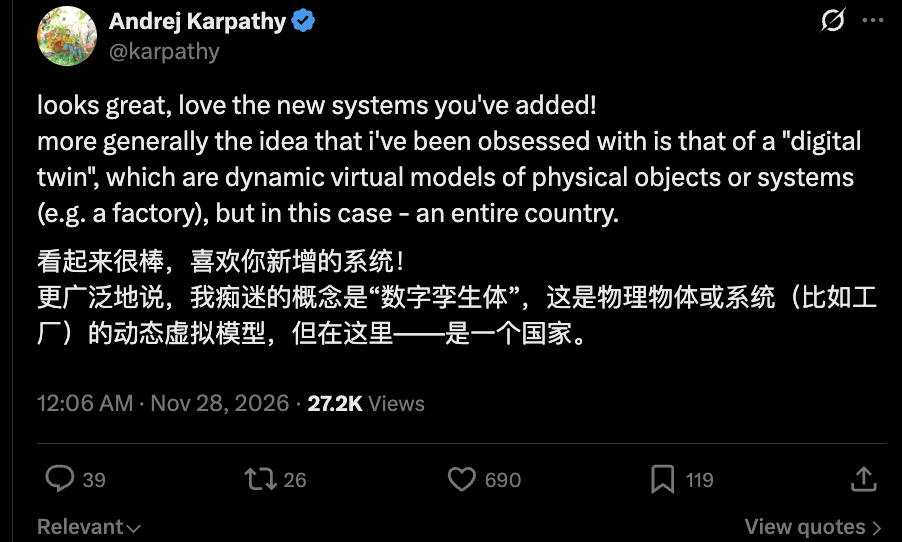 Andrej Karpathy
@karpathy
looks great, love the new systems you've added!
more generally the idea that i've been obsessed with is that of a "digital
twin", which are dynamic virtual models of physical objects or systems
(e.g. a factory), but in this case - an entire country.
看起来很棒，喜欢你新增的系统！
更广泛地说，我痴迷的概念是“数字孪生体”，这是物理物体或系统（比如工
厂）的动态虚拟模型，但在这里——是一个国家。
12:06 AM · Nov 28, 2026 · 27.2K Views
39 26 690 119
Relevant View quotes